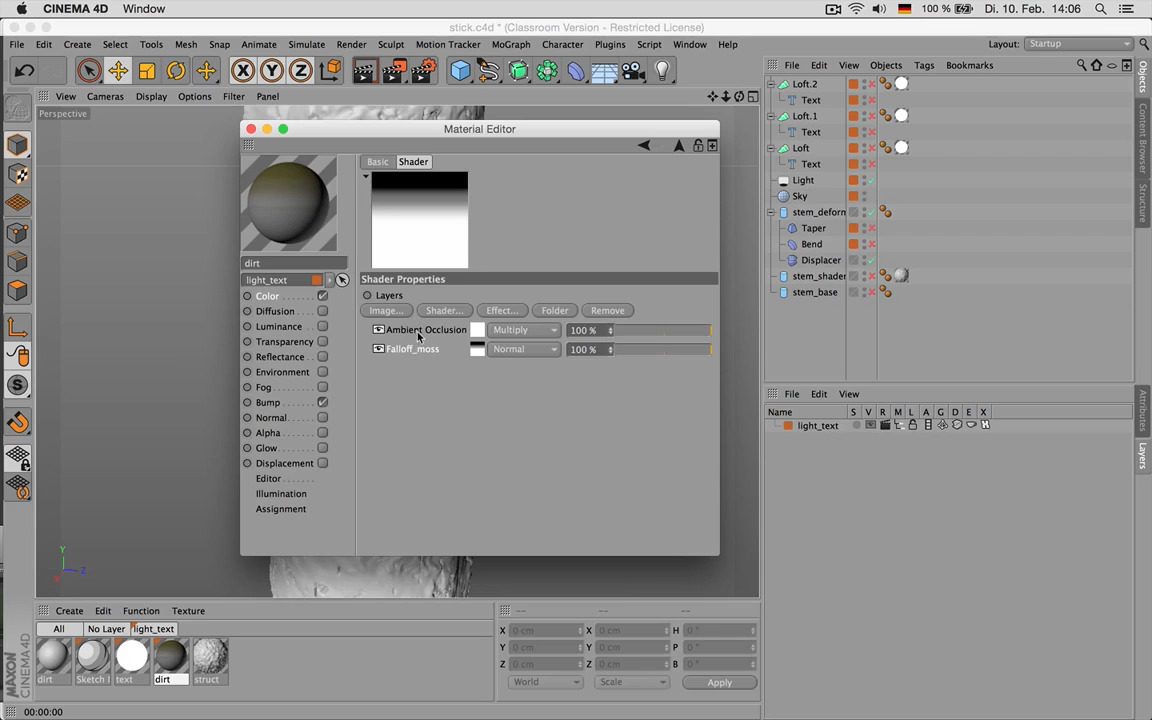 CINEMA 4D Window 100 % Di. 10. Feb. 14:06
stick.c4d * (Classroom Version - Restricted License)
File Edit Create Select Tools Mesh Snap Animate Simulate Render Sculpt Motion Tracker MoGraph Character Plugins Script Window Help Layout: Startup
X Y Z File Edit View Objects Tags Bookmarks
View Cameras Display Options Filter Panel
Perspective
Material Editor
Basic Shader
dirt
light_text
Color
Diffusion
Luminance
Transparency
Reflectance
Environment
Fog
Bump
Normal
Alpha
Glow
Displacement
Editor
Illumination
Assignment
Shader Properties
Layers
Image... Shader... Effect... Folder Remove
Ambient Occlusion Multiply 100 %
Falloff_moss Normal 100 %
Loft.2
Text
Loft.1
Text
Loft
Text
Light
Sky
stem_deform
Taper
Bend
Displacer
stem_shader
stem_base
Objects
Content Browser
Structure
File Edit View
Name S V R M L A G D E X
light_text
Attributes
Layers
Y
Z
X
Create Edit Function Texture
All No Layer light_text
dirt Sketch text dirt struct
MAXON
CINEMA 4D
-- -- --
X 0 cm X 0 cm H 0 °
Y 0 cm Y 0 cm P 0 °
Z 0 cm Z 0 cm B 0 °
World Scale Apply
00:00:00